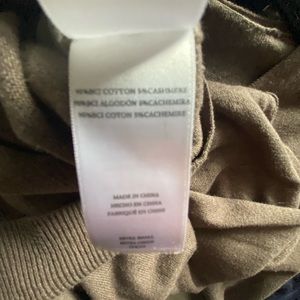 95%BCI COTTON 5%CASHMERE
95%BCI ALGODÓN 5%CACHEMIRA
95%BCI COTON 5%CACHEMIRE
MADE IN CHINA
HECHO EN CHINA
FABRIQUÉ EN CHINE